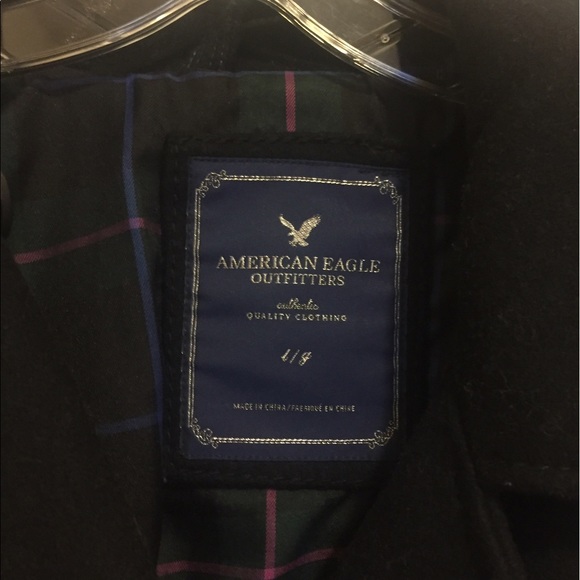 AMERICAN EAGLE
OUTFITTERS
authentic
QUALITY CLOTHING
l/g
MADE IN CHINA/FABRIQUÉ EN CHINE